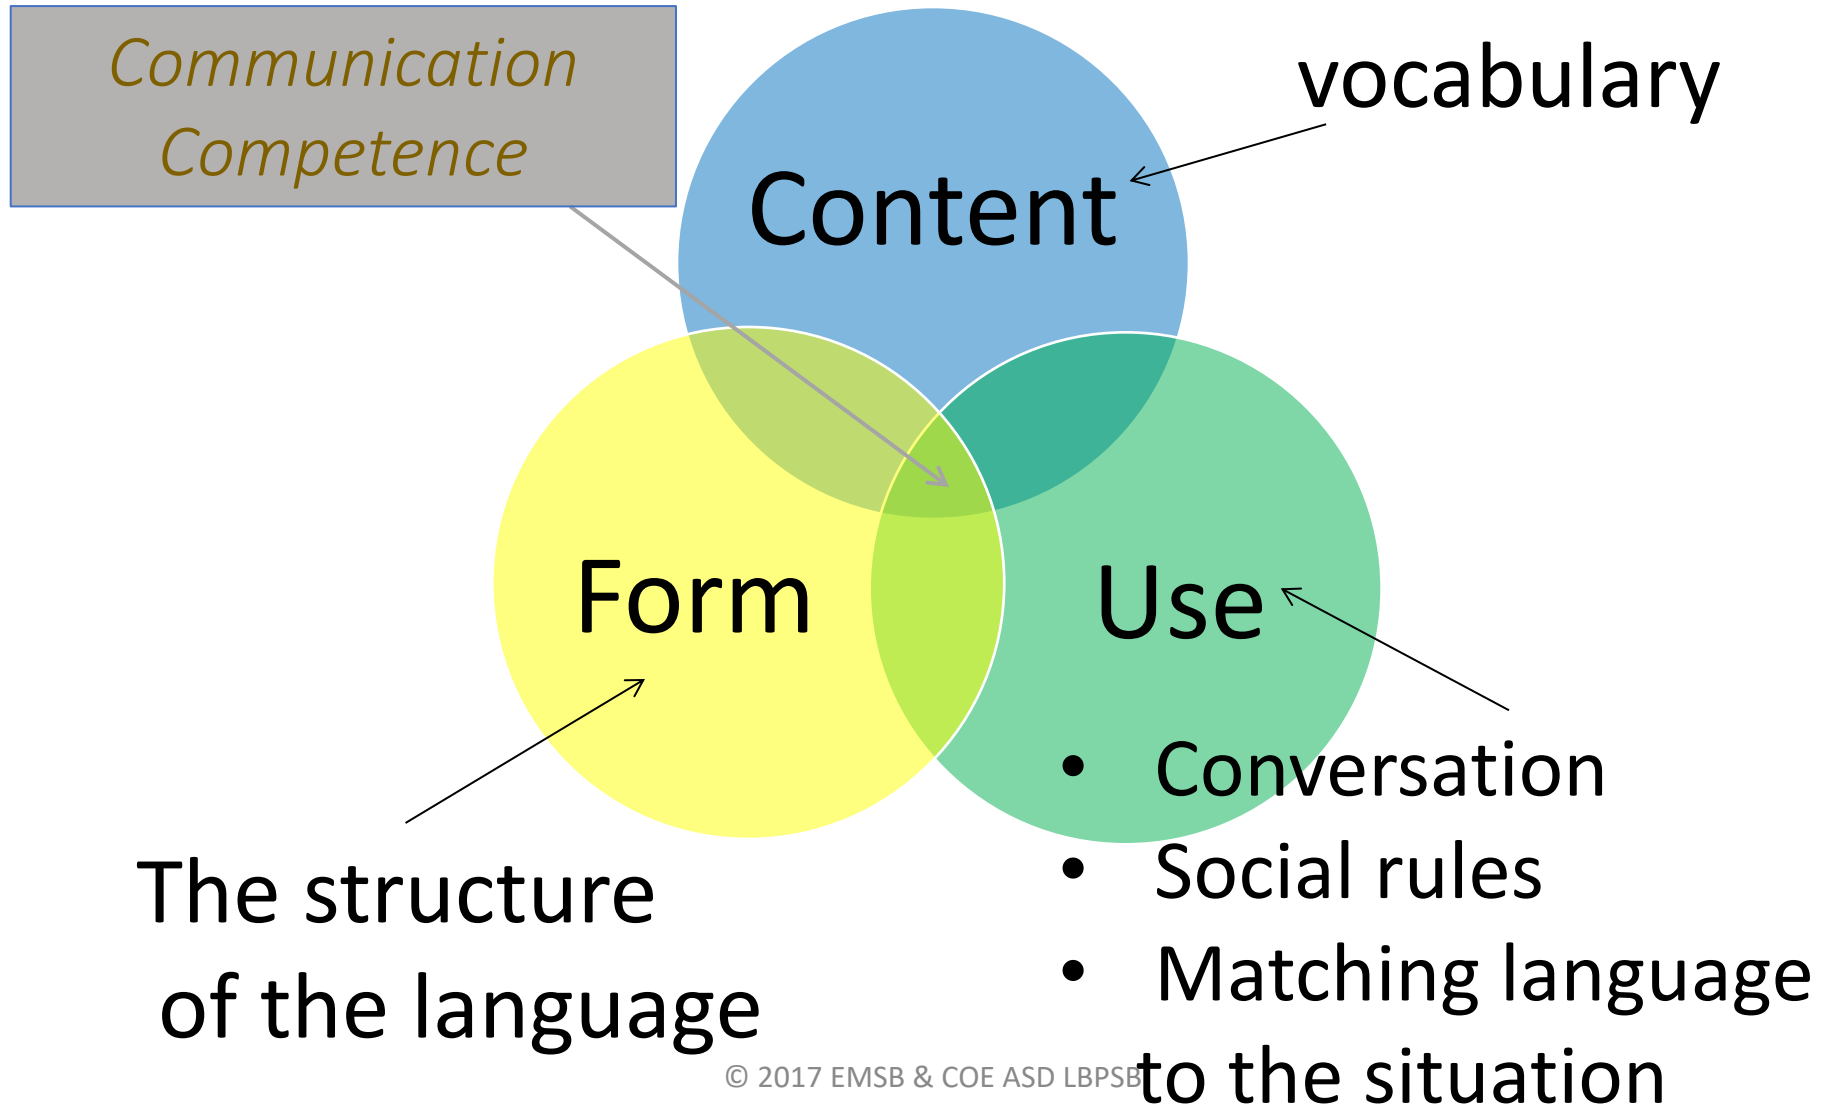 Communication
Competence
vocabulary
Content
Form
Use
The structure
of the language
• Conversation
• Social rules
• Matching language
to the situation
© 2017 EMSB & COE ASD LBPSB